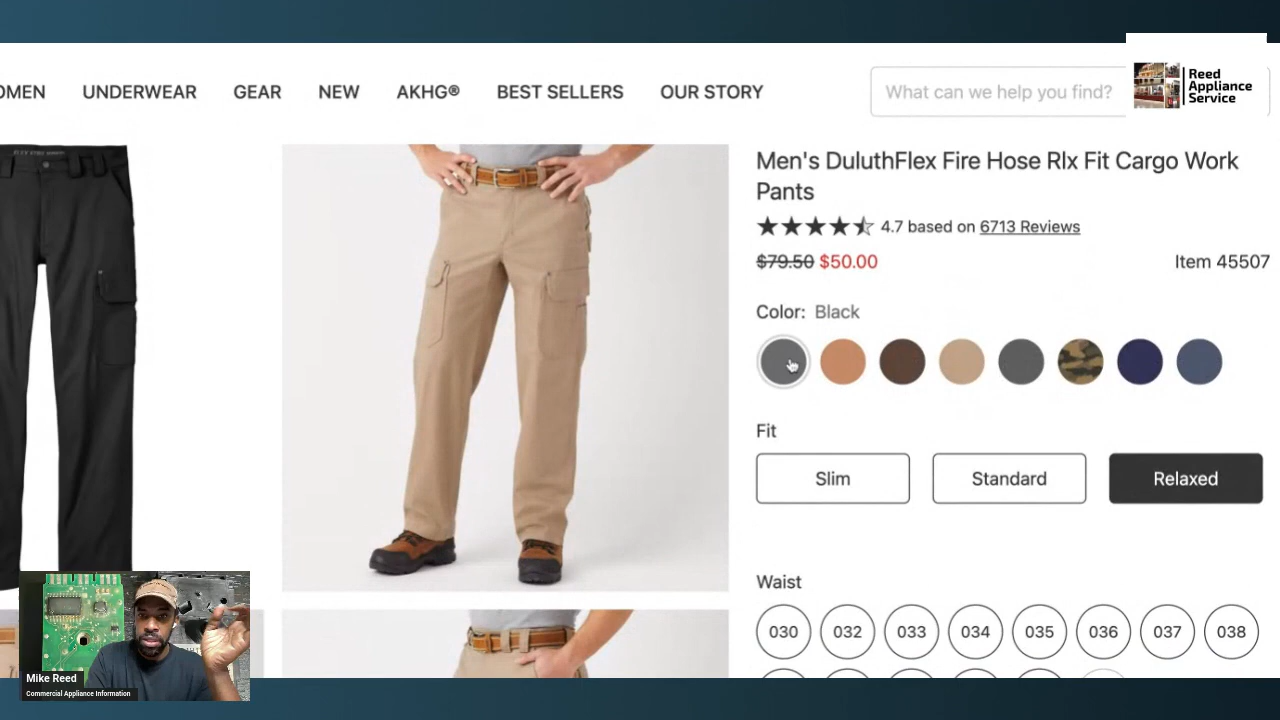 OMEN UNDERWEAR GEAR NEW AKHG® BEST SELLERS OUR STORY
What can we help you find?
Reed
Appliance
Service
Men's DuluthFlex Fire Hose Rlx Fit Cargo Work
Pants
4.7 based on 6713 Reviews
$79.50 $50.00 Item 45507
Color: Black
Fit
Slim Standard Relaxed
Waist
030 032 033 034 035 036 037 038
Mike Reed
Commercial Appliance Information